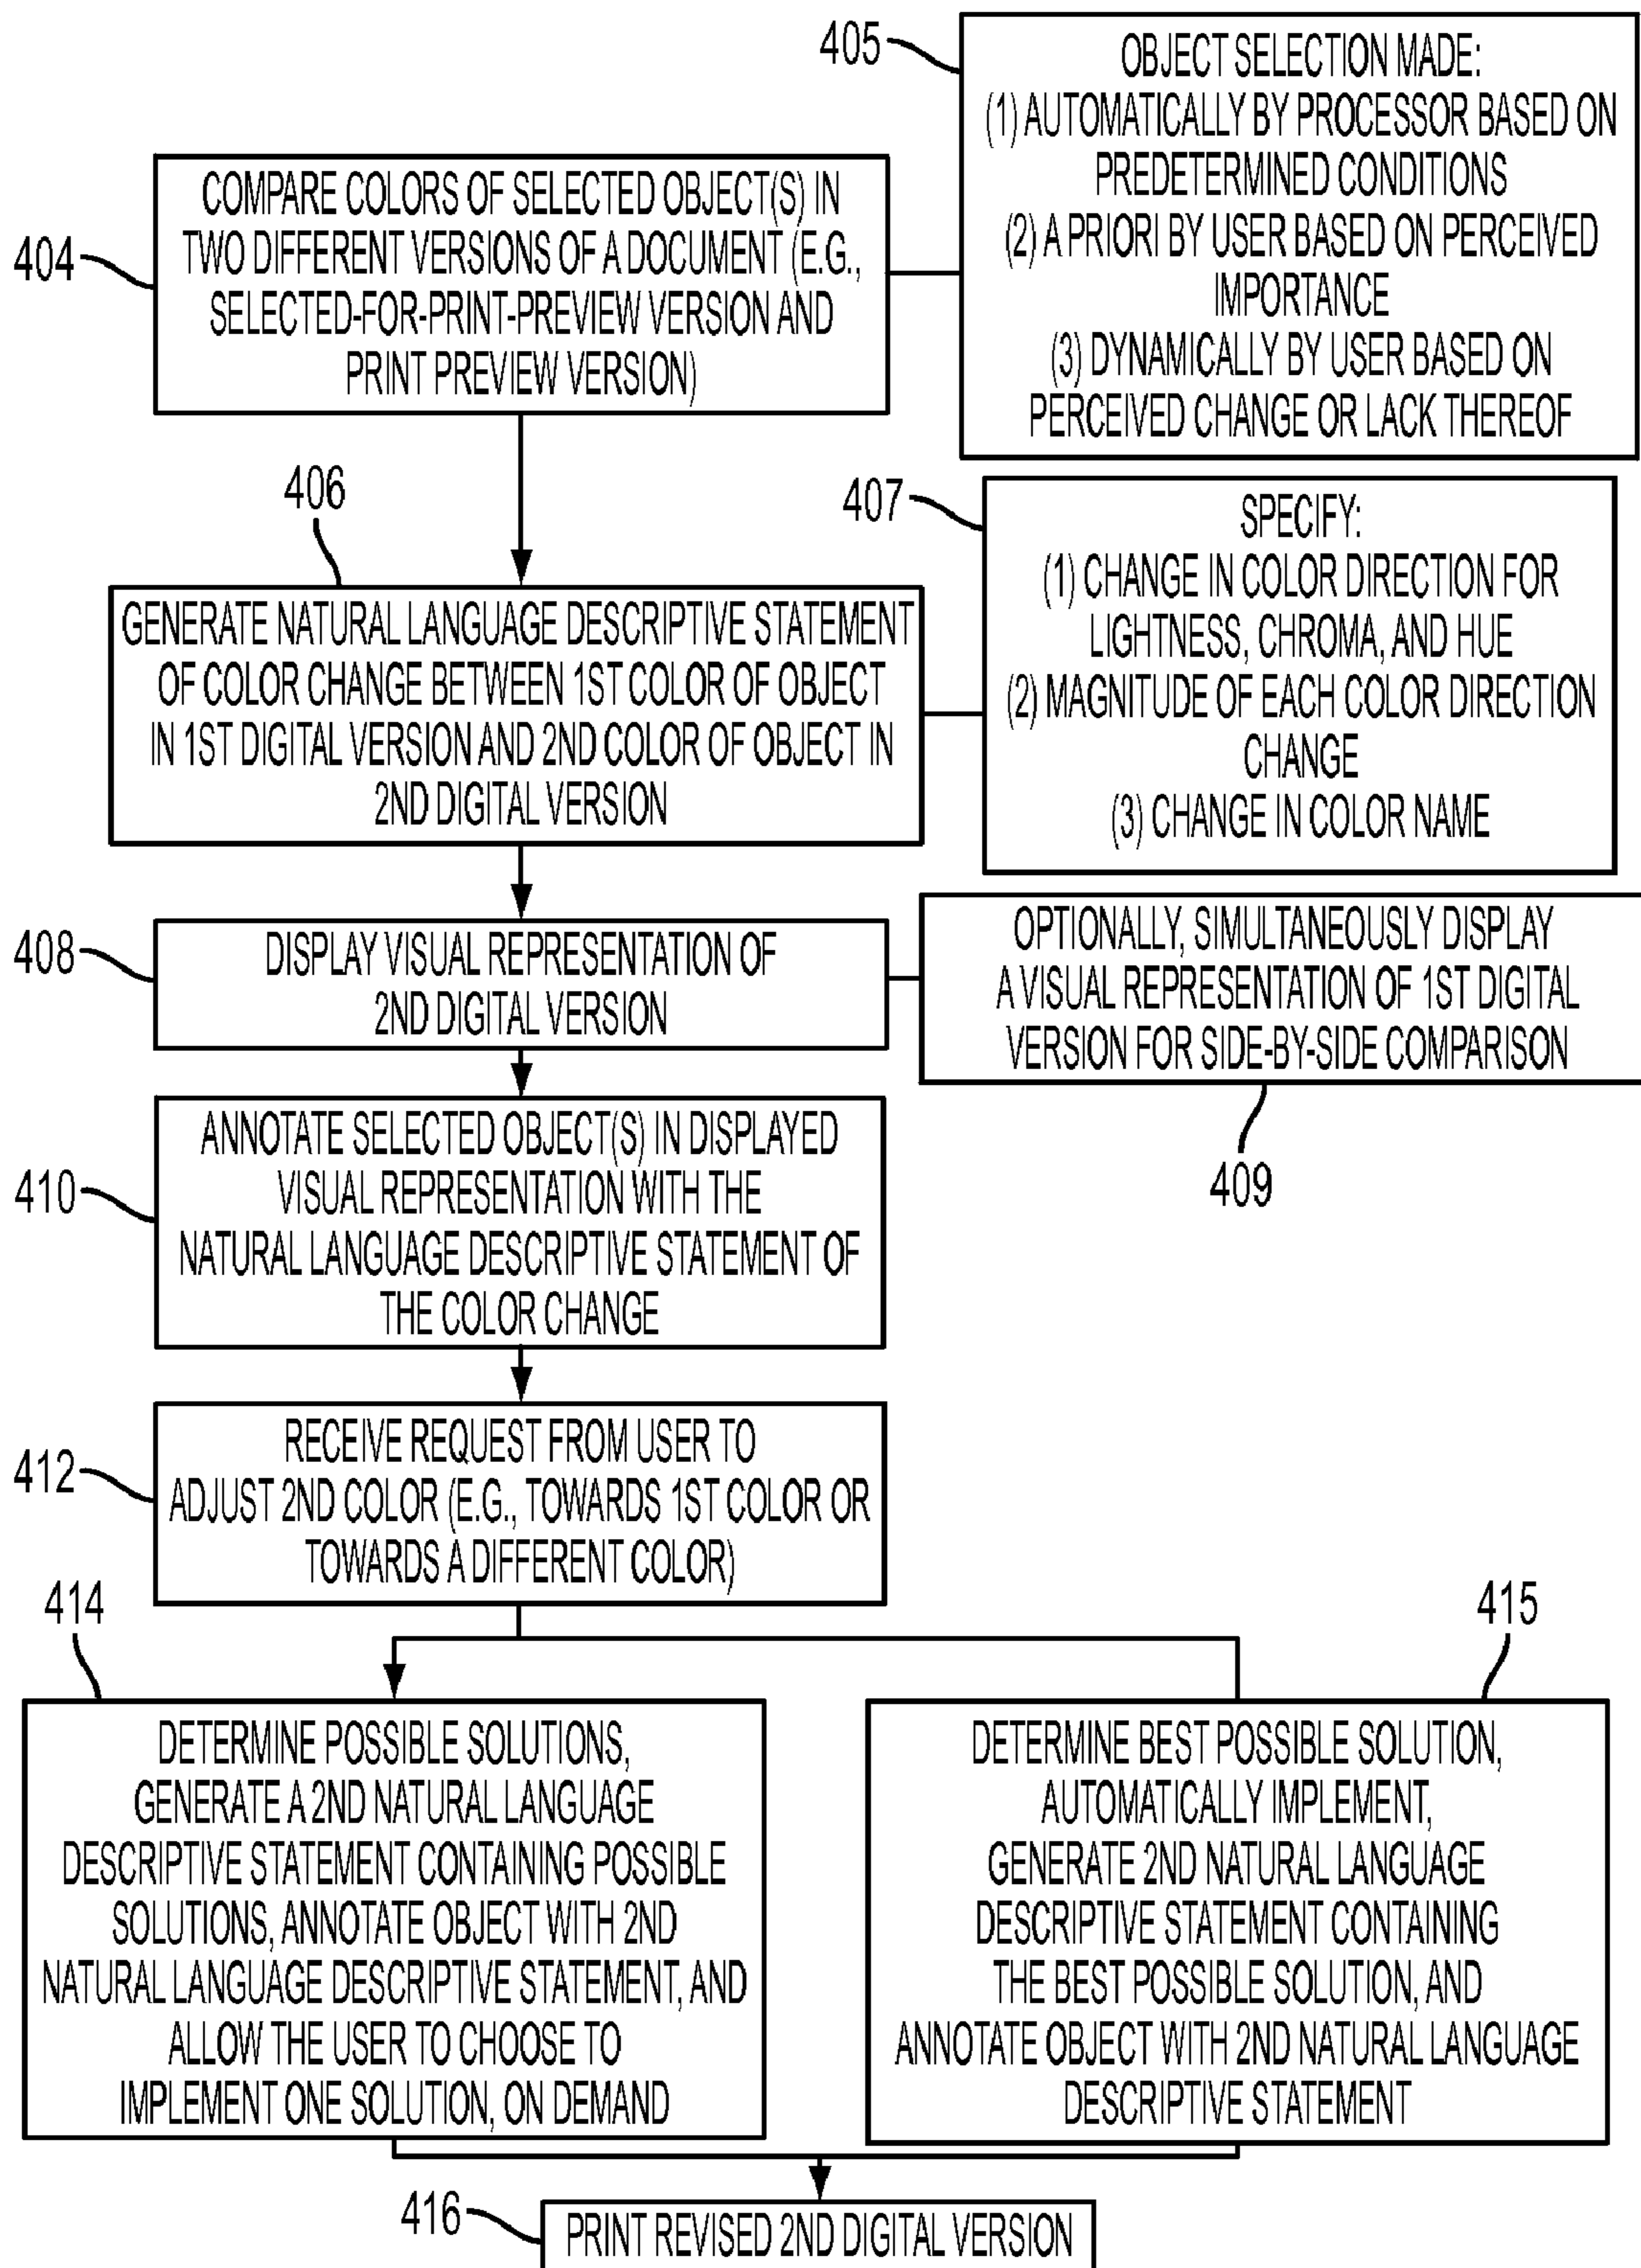 405
OBJECT SELECTION MADE:
(1) AUTOMATICALLY BY PROCESSOR BASED ON
PREDETERMINED CONDITIONS
(2) A PRIORI BY USER BASED ON PERCEIVED
IMPORTANCE
(3) DYNAMICALLY BY USER BASED ON
PERCEIVED CHANGE OR LACK THEREOF
404
COMPARE COLORS OF SELECTED OBJECT(S) IN
TWO DIFFERENT VERSIONS OF A DOCUMENT (E.G.,
SELECTED-FOR-PRINT-PREVIEW VERSION AND
PRINT PREVIEW VERSION)
406
GENERATE NATURAL LANGUAGE DESCRIPTIVE STATEMENT
OF COLOR CHANGE BETWEEN 1ST COLOR OF OBJECT
IN 1ST DIGITAL VERSION AND 2ND COLOR OF OBJECT IN
2ND DIGITAL VERSION
407
SPECIFY:
(1) CHANGE IN COLOR DIRECTION FOR
LIGHTNESS, CHROMA, AND HUE
(2) MAGNITUDE OF EACH COLOR DIRECTION
CHANGE
(3) CHANGE IN COLOR NAME
408
DISPLAY VISUAL REPRESENTATION OF
2ND DIGITAL VERSION
OPTIONALLY, SIMULTANEOUSLY DISPLAY
A VISUAL REPRESENTATION OF 1ST DIGITAL
VERSION FOR SIDE-BY-SIDE COMPARISON
409
410
ANNOTATE SELECTED OBJECT(S) IN DISPLAYED
VISUAL REPRESENTATION WITH THE
NATURAL LANGUAGE DESCRIPTIVE STATEMENT OF
THE COLOR CHANGE
412
RECEIVE REQUEST FROM USER TO
ADJUST 2ND COLOR (E.G., TOWARDS 1ST COLOR OR
TOWARDS A DIFFERENT COLOR)
414
DETERMINE POSSIBLE SOLUTIONS,
GENERATE A 2ND NATURAL LANGUAGE
DESCRIPTIVE STATEMENT CONTAINING POSSIBLE
SOLUTIONS, ANNOTATE OBJECT WITH 2ND
NATURAL LANGUAGE DESCRIPTIVE STATEMENT, AND
ALLOW THE USER TO CHOOSE TO
IMPLEMENT ONE SOLUTION, ON DEMAND
415
DETERMINE BEST POSSIBLE SOLUTION,
AUTOMATICALLY IMPLEMENT,
GENERATE 2ND NATURAL LANGUAGE
DESCRIPTIVE STATEMENT CONTAINING
THE BEST POSSIBLE SOLUTION, AND
ANNOTATE OBJECT WITH 2ND NATURAL LANGUAGE
DESCRIPTIVE STATEMENT
416
PRINT REVISED 2ND DIGITAL VERSION